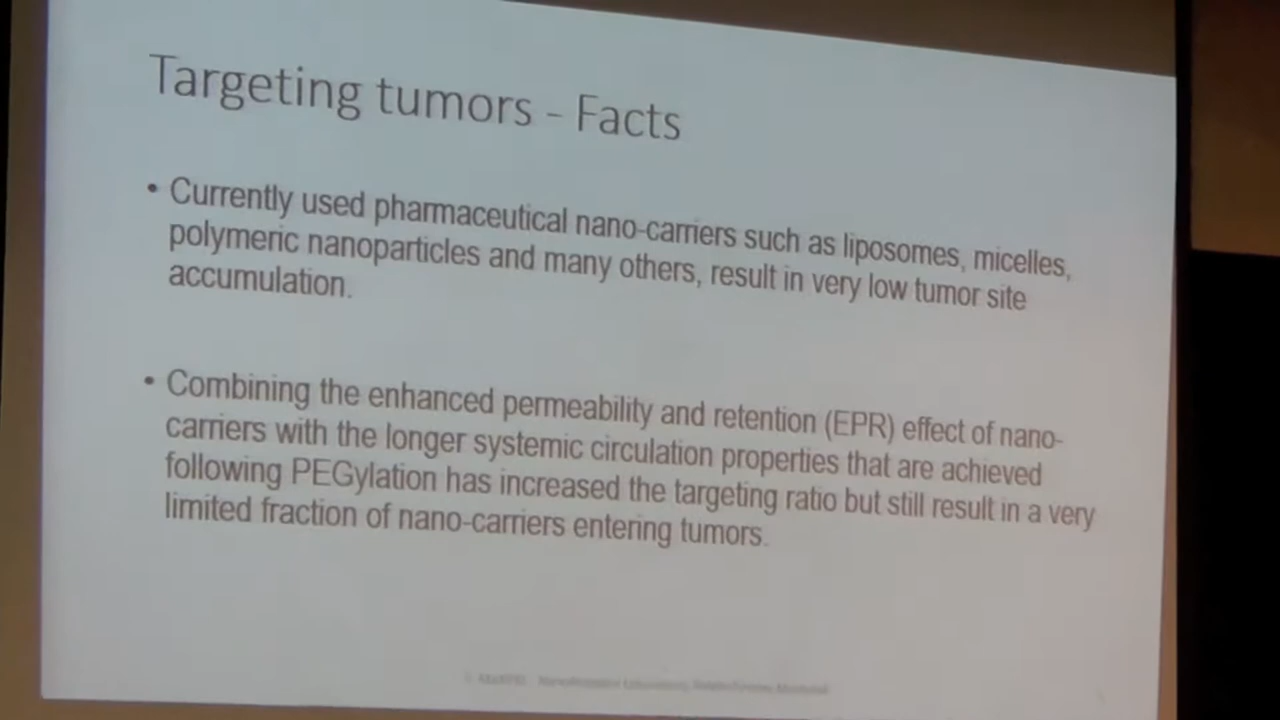 Targeting tumors - Facts
• Currently used pharmaceutical nano-carriers such as liposomes, micelles,
polymeric nanoparticles and many others, result in very low tumor site
accumulation.
• Combining the enhanced permeability and retention (EPR) effect of nano-
carriers with the longer systemic circulation properties that are achieved
following PEGylation has increased the targeting ratio but still result in a very
limited fraction of nano-carriers entering tumors.